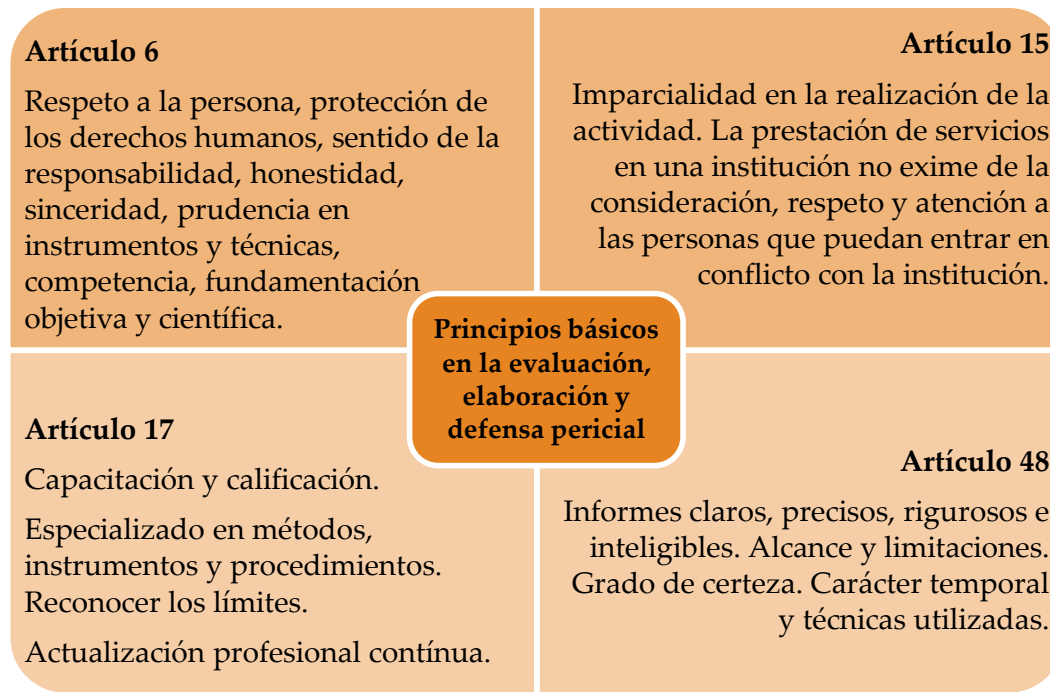 Artículo 6
Respeto a la persona, protección de
los derechos humanos, sentido de la
responsabilidad, honestidad,
sinceridad, prudencia en
instrumentos y técnicas,
competencia, fundamentación
objetiva y científica.
Artículo 15
Imparcialidad en la realización de la
actividad. La prestación de servicios
en una institución no exime de la
consideración, respeto y atención a
las personas que puedan entrar en
conflicto con la institución.
Principios básicos
en la evaluación,
elaboración y
defensa pericial
Artículo 17
Capacitación y calificación.
Especializado en métodos,
instrumentos y procedimientos.
Reconocer los límites.
Actualización profesional contínua.
Artículo 48
Informes claros, precisos, rigurosos e
inteligibles. Alcance y limitaciones.
Grado de certeza. Carácter temporal
y técnicas utilizadas.